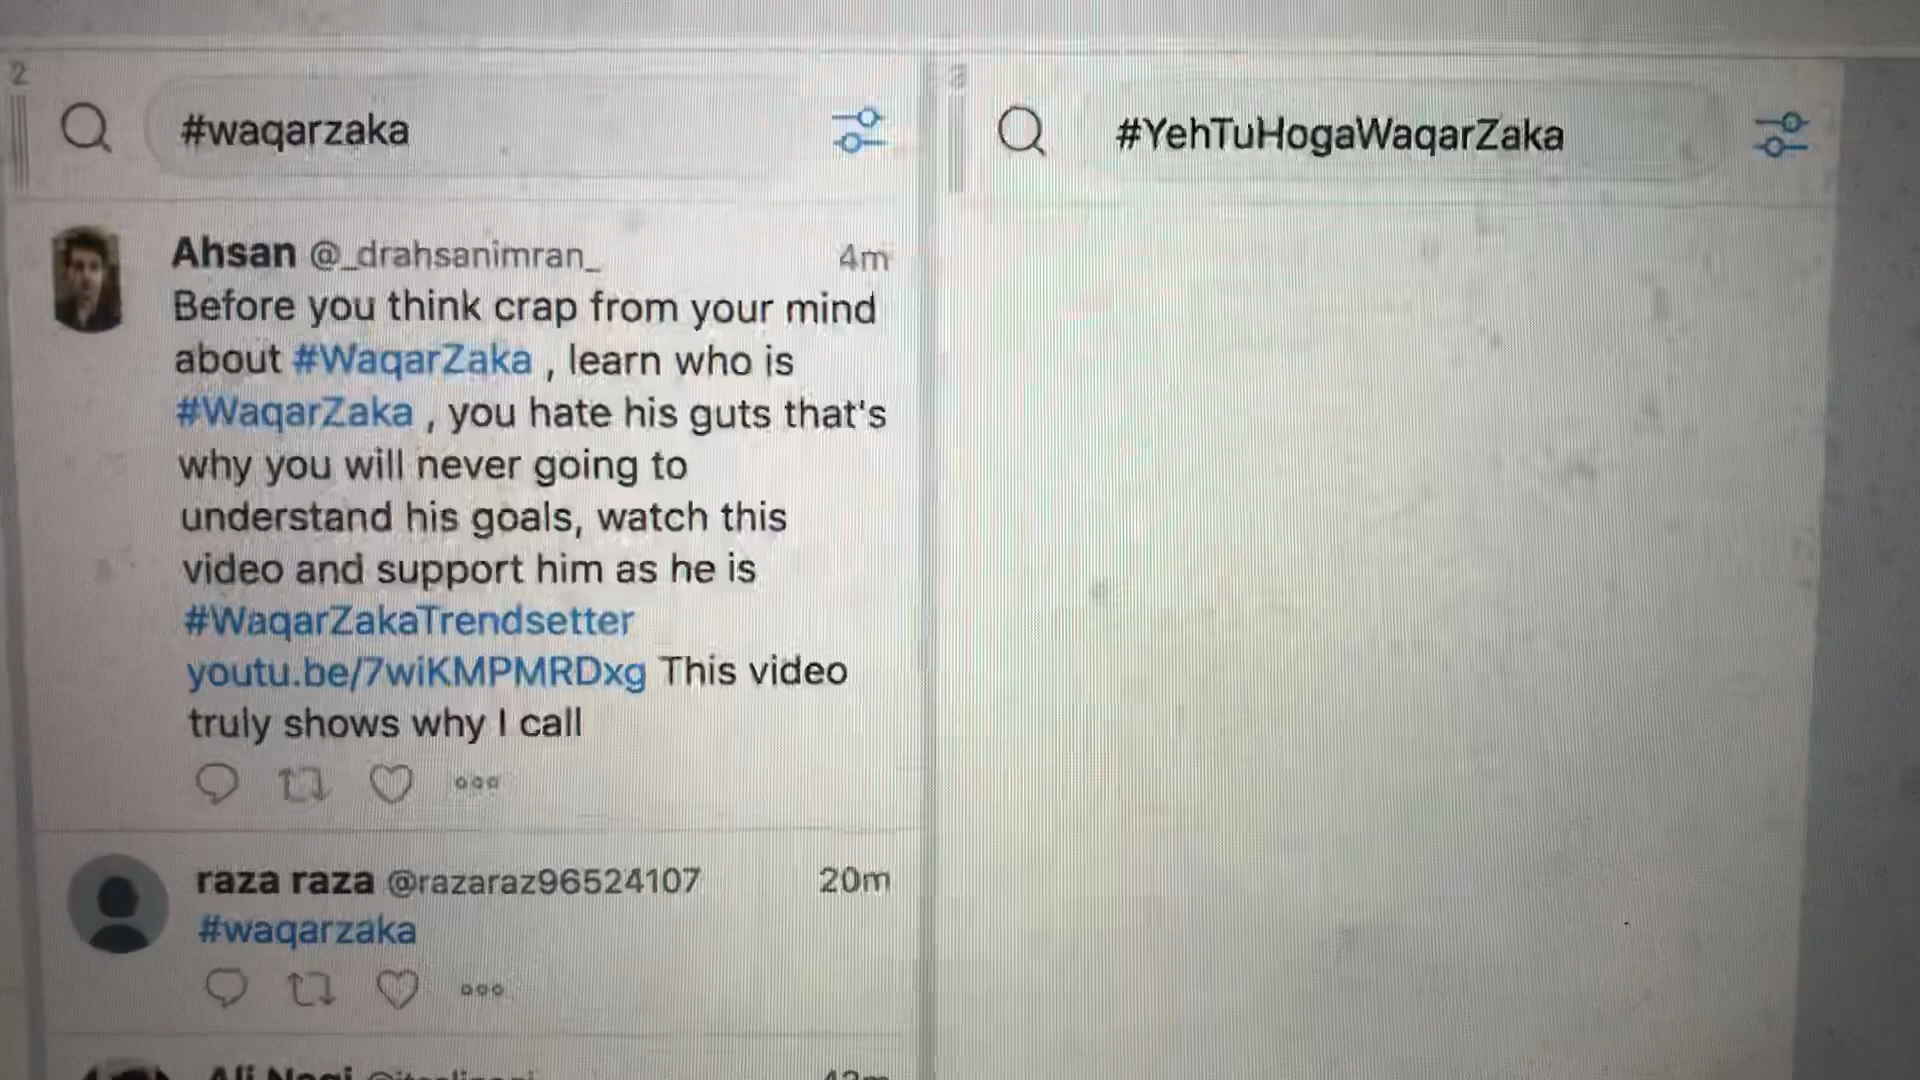 2
#waqarzaka
Ahsan @_drahsanimran_ 4m
Before you think crap from your mind
about #WaqarZaka , learn who is
#WaqarZaka , you hate his guts that's
why you will never going to
understand his goals, watch this
video and support him as he is
#WaqarZakaTrendsetter
youtu.be/7wiKMPMRDxg This video
truly shows why I call
raza raza @razaraz96524107 20m
#waqarzaka
3
#YehTuHogaWaqarZaka